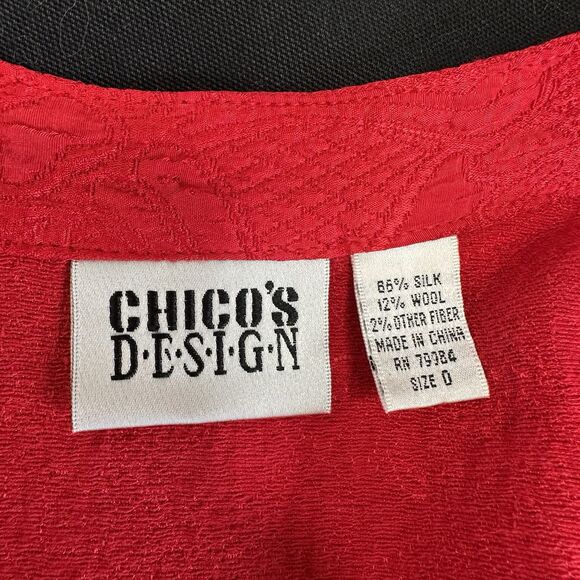 CHICO'S
D·E·S·I·G·N
86% SILK
12% WOOL
2% OTHER FIBER
MADE IN CHINA
RN 79384
SIZE 0